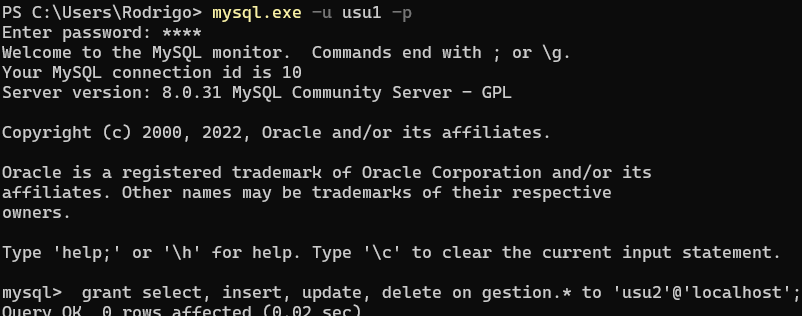 PS C:\Users\Rodrigo> mysql.exe -u usu1 -p
Enter password: ****
Welcome to the MySQL monitor.  Commands end with ; or \g.
Your MySQL connection id is 10
Server version: 8.0.31 MySQL Community Server - GPL
Copyright (c) 2000, 2022, Oracle and/or its affiliates.
Oracle is a registered trademark of Oracle Corporation and/or its
affiliates. Other names may be trademarks of their respective
owners.
Type 'help;' or '\h' for help. Type '\c' to clear the current input statement.
mysql>  grant select, insert, update, delete on gestion.* to 'usu2'@'localhost';
Query OK, 0 rows affected (0.02 sec)